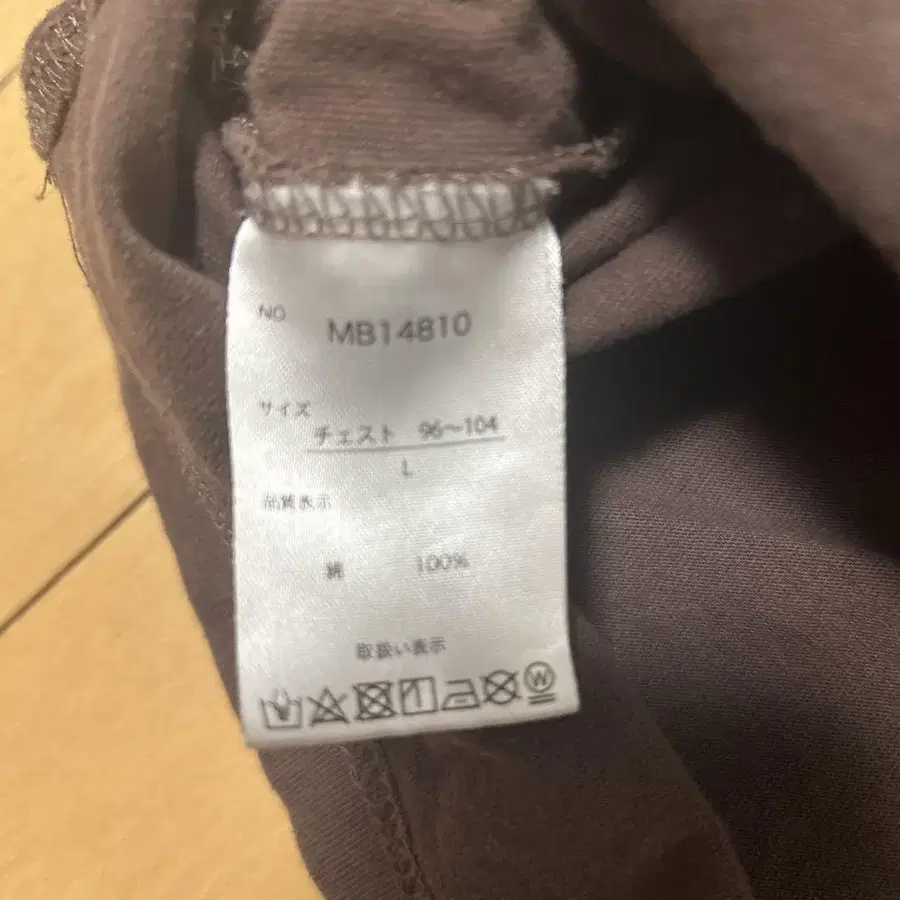 NO
MB14810
サイズ
チェスト 96〜104
L
品質表示
綿 100%
取扱い表示
W